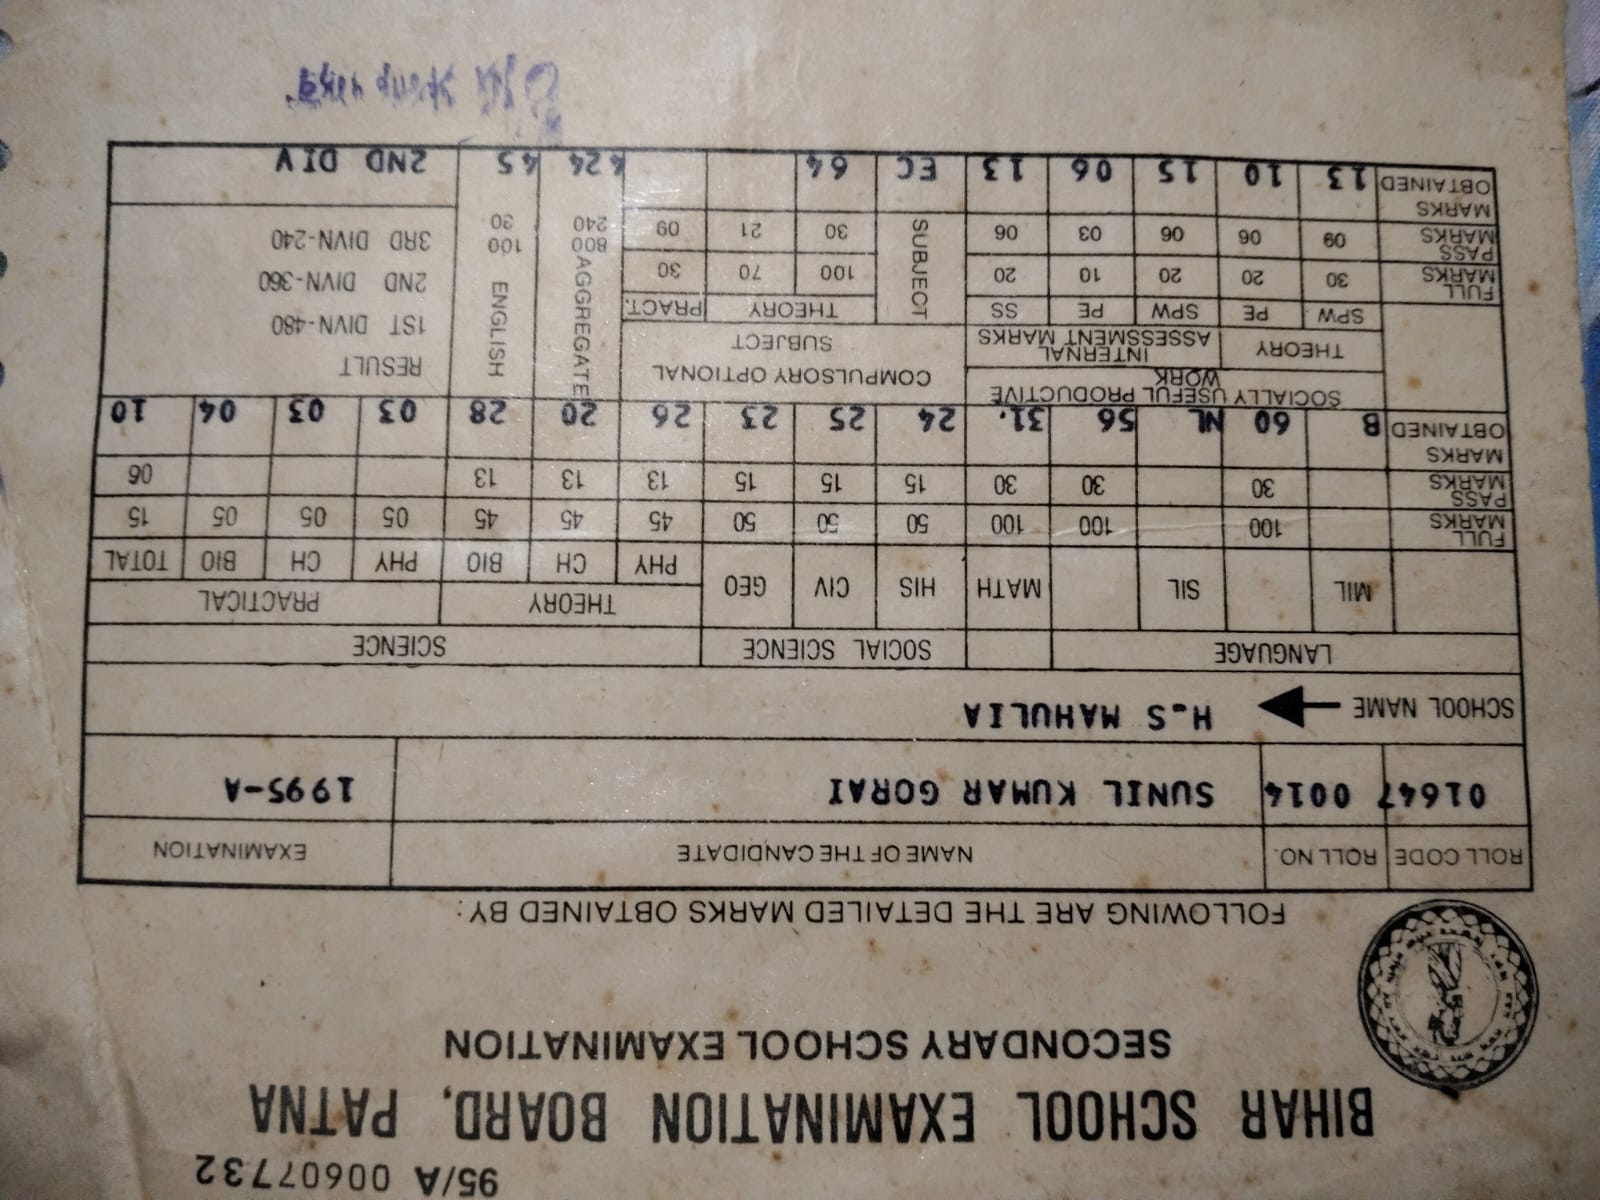 95/A 00607732
BIHAR SCHOOL EXAMINATION BOARD, PATNA
SECONDARY SCHOOL EXAMINATION
FOLLOWING ARE THE DETAILED MARKS OBTAINED BY:
ROLL CODE ROLL NO. NAME OF THE CANDIDATE EXAMINATION
01647 0014 SUNIL KUMAR GORAI 1995-A
SCHOOL NAME H.S MAHULIA
LANGUAGE SOCIAL SCIENCE SCIENCE
THEORY PRACTICAL
MIL SIL MATH HIS CIV GEO PHY CH BIO PHY CH BIO TOTAL
FULL MARKS 100 100 100 50 50 50 45 45 45 05 05 05 15
PASS MARKS 30 30 30 15 15 15 13 13 13 06
MARKS OBTAINED B 60 NL 56 31. 24 25 23 26 20 28 03 03 04 10
SOCIALLY USEFUL PRODUCTIVE WORK COMPULSORY OPTIONAL SUBJECT AGGREGATE ENGLISH RESULT
THEORY INTERNAL ASSESSMENT MARKS
SPW PE SPW PE SS SUBJECT THEORY PRACT.
1ST DIVN-480
FULL MARKS 30 20 20 10 20 100 70 30 800 100 2ND DIVN-360
PASS MARKS 09 06 06 03 06 30 21 09 240 30 3RD DIVN-240
MARKS OBTAINED 13 10 15 06 13 EC 64 424 45 2ND DIV